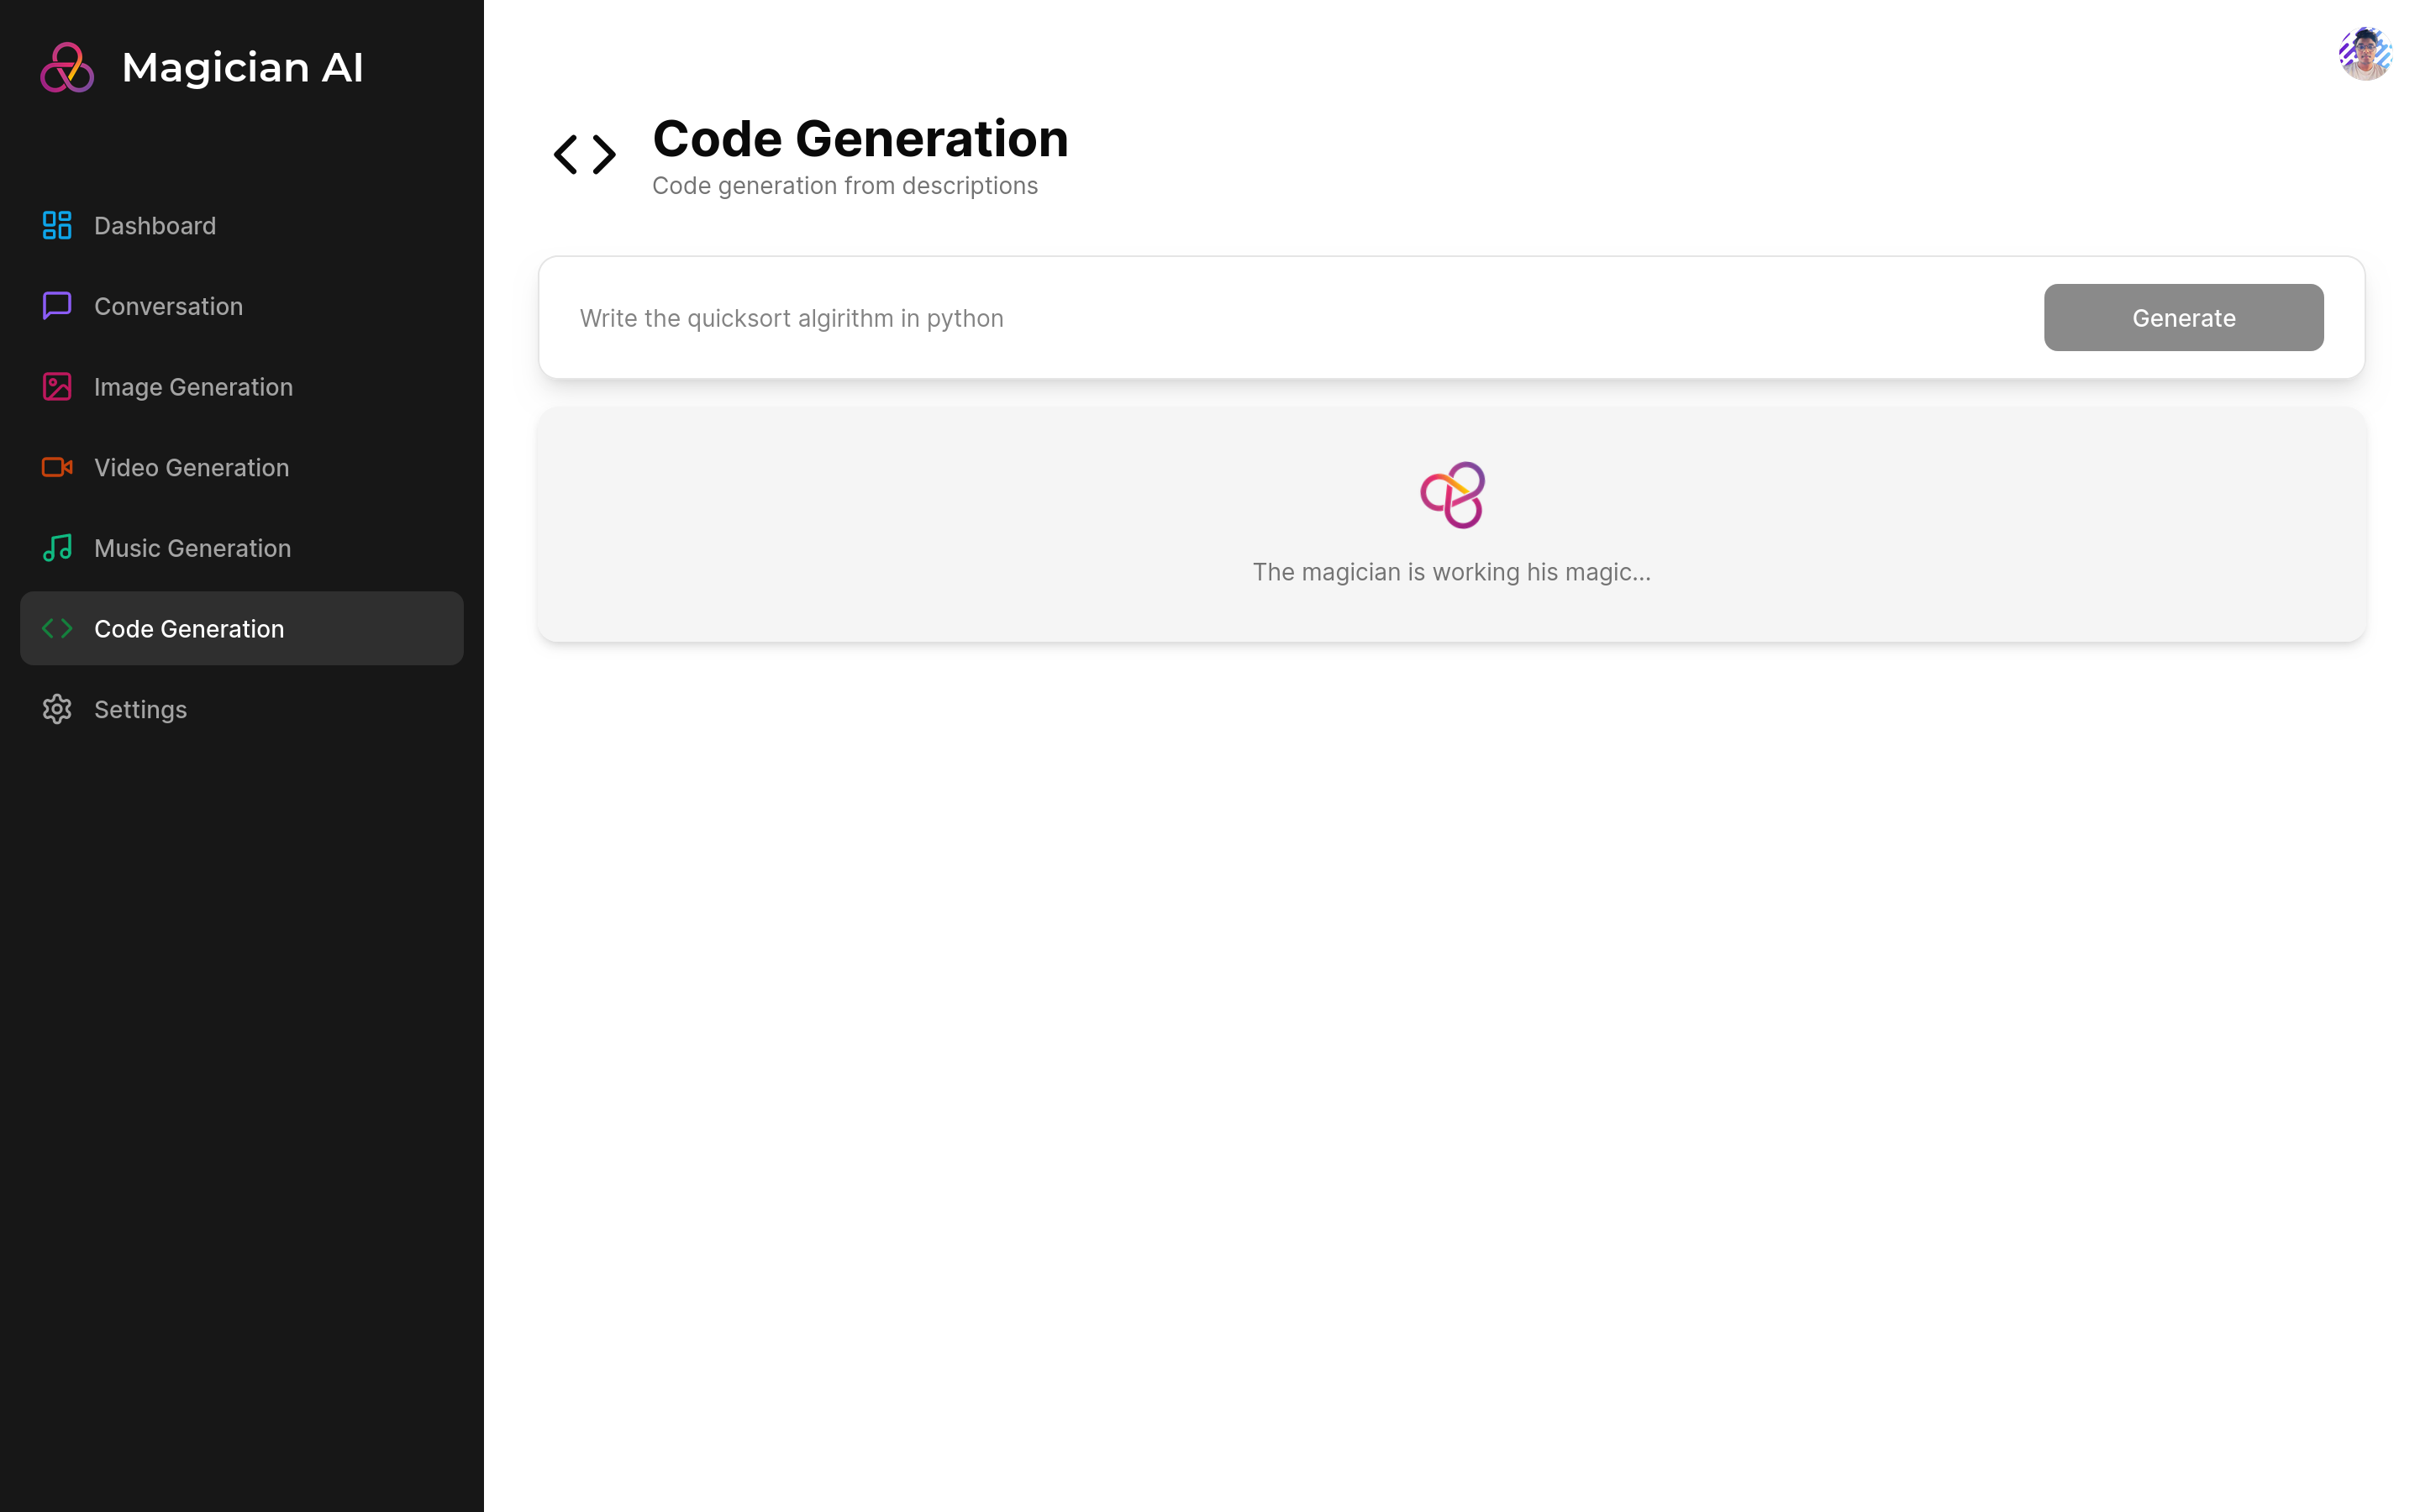 Magician AI
Dashboard
Conversation
Image Generation
Video Generation
Music Generation
Code Generation
Settings
Code Generation
Code generation from descriptions
Write the quicksort algirithm in python
Generate
The magician is working his magic...